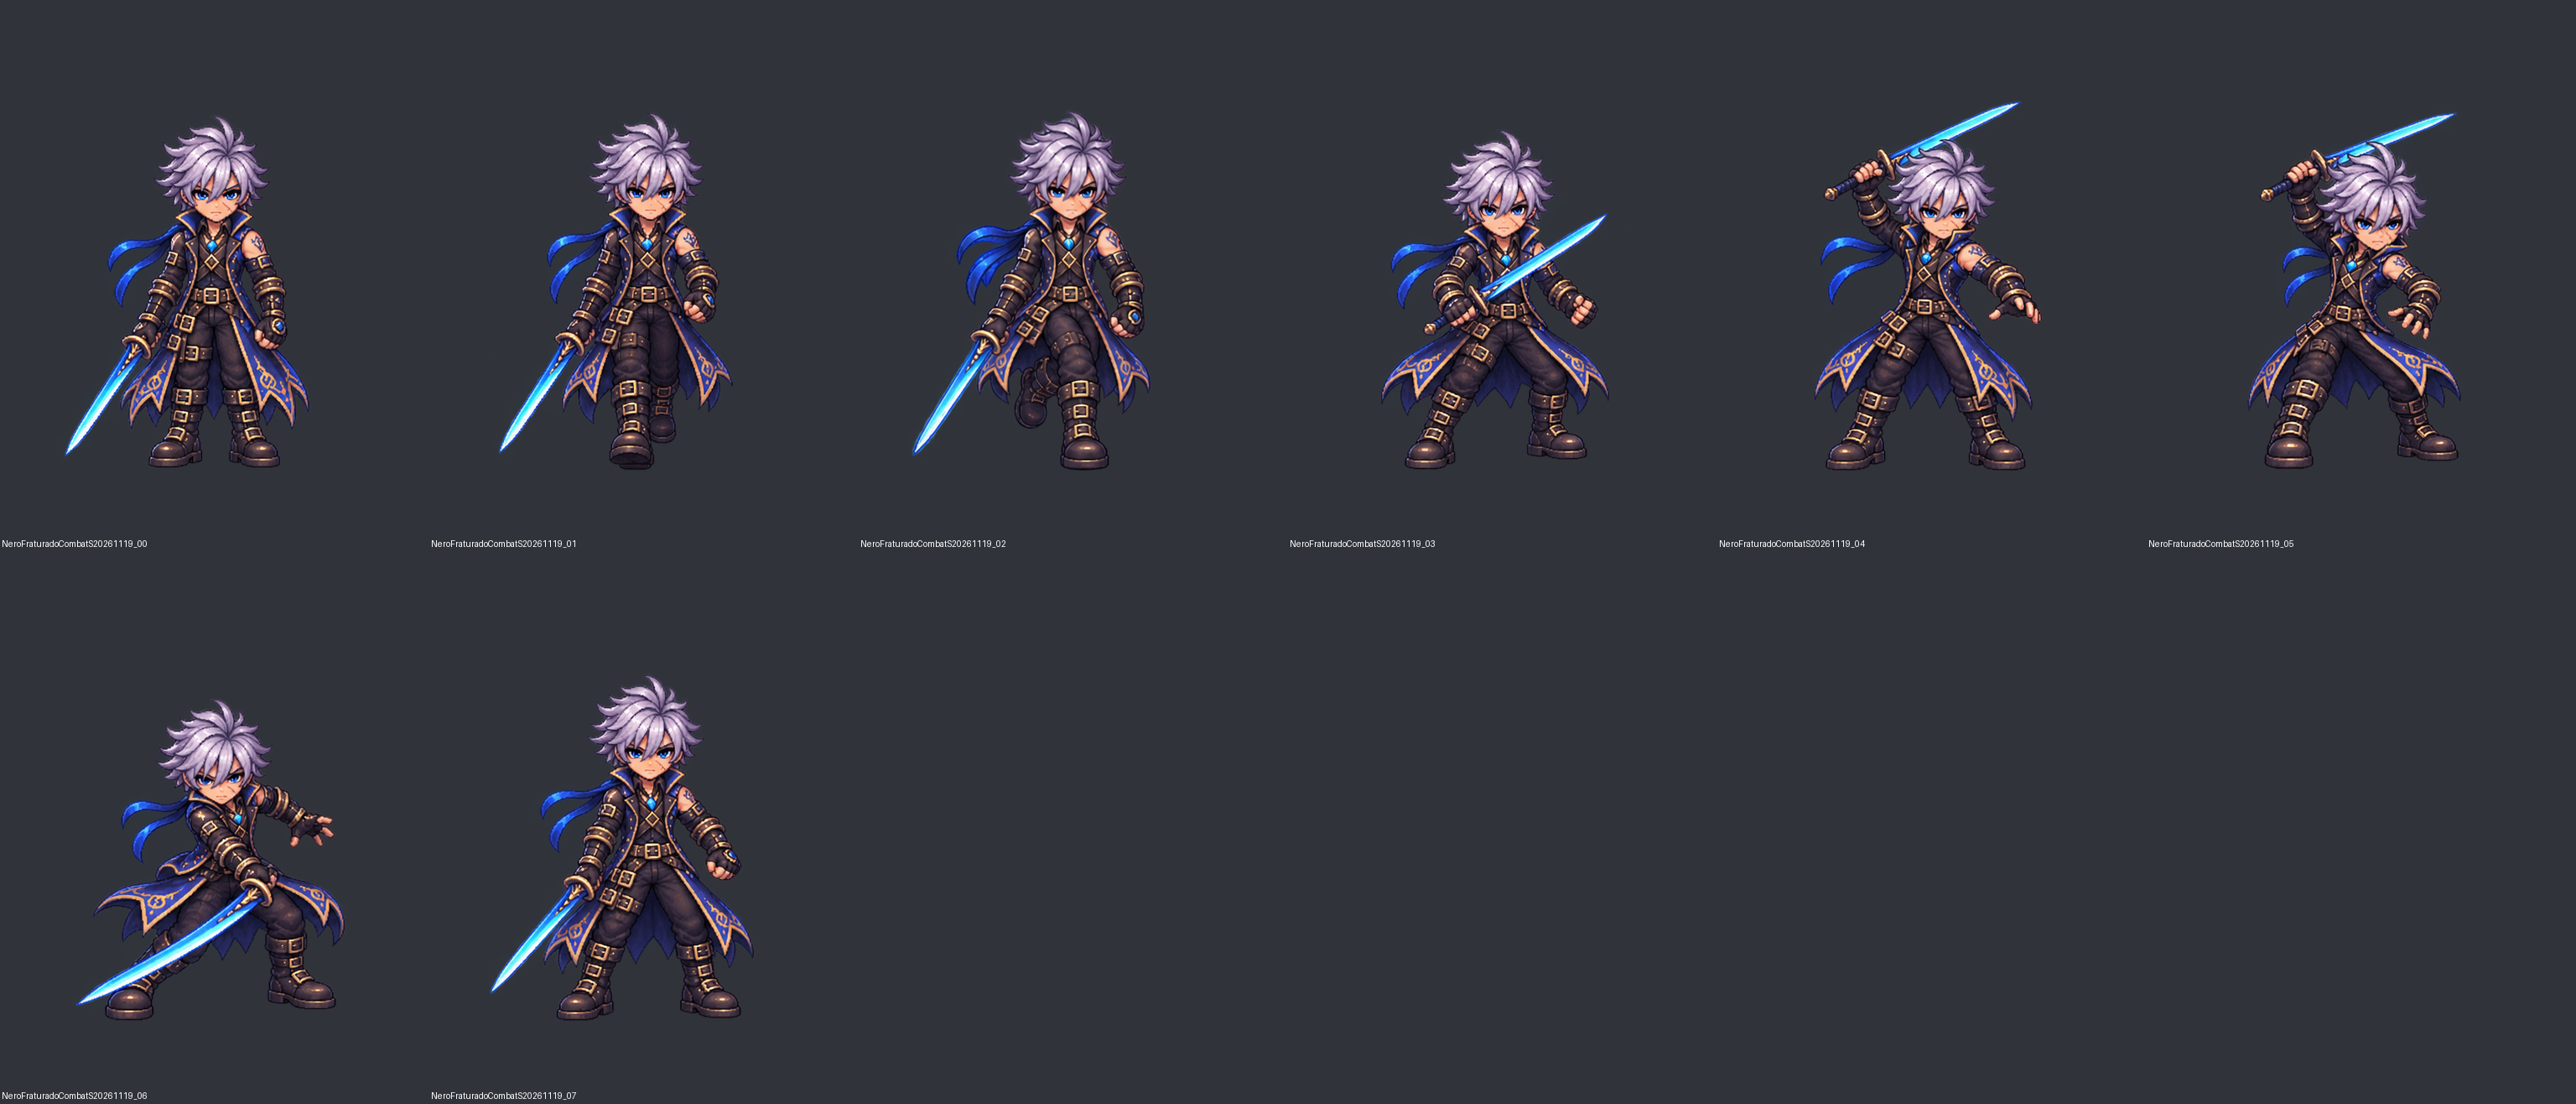 NeroFraturadoCombatS20261119_00
NeroFraturadoCombatS20261119_01
NeroFraturadoCombatS20261119_02
NeroFraturadoCombatS20261119_03
NeroFraturadoCombatS20261119_04
NeroFraturadoCombatS20261119_05
NeroFraturadoCombatS20261119_06
NeroFraturadoCombatS20261119_07